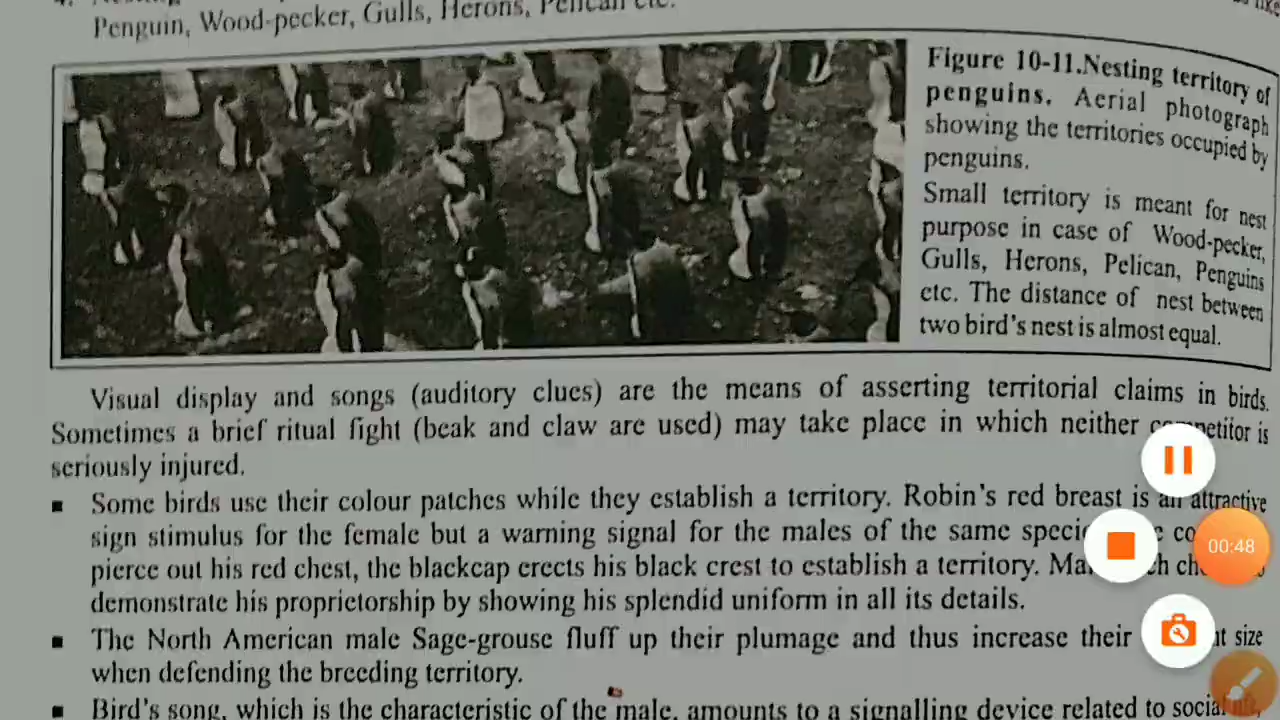 Penguin, Wood-pecker, Gulls, Herons, Pelican etc.
Figure 10-11.Nesting territory of
penguins. Aerial photograph
showing the territories occupied by
penguins.
Small territory is meant for nest
purpose in case of Wood-pecker,
Gulls, Herons, Pelican, Penguins
etc. The distance of nest between
two bird's nest is almost equal.
Visual display and songs (auditory clues) are the means of asserting territorial claims in birds.
Sometimes a brief ritual fight (beak and claw are used) may take place in which neither competitor is
seriously injured.
▪ Some birds use their colour patches while they establish a territory. Robin's red breast is an attractive
sign stimulus for the female but a warning signal for the males of the same
pierce out his red chest, the blackcap erects his black crest to establish a territory.
demonstrate his proprietorship by showing his splendid uniform in all its details.
▪ The North American male Sage-grouse fluff up their plumage and thus increase their size
when defending the breeding territory.
▪ Bird's song, which is the characteristic of the male, amounts to a signalling device related to social
00:48